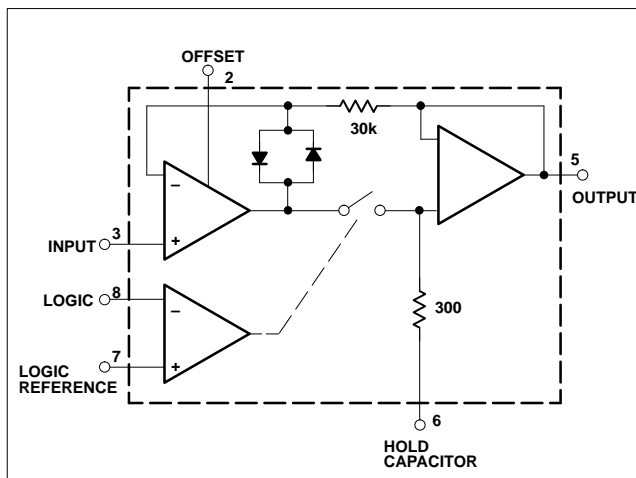 OFFSET
2
30k
5
OUTPUT
−
INPUT
3
+
8
LOGIC
−
300
7
LOGIC
REFERENCE
+
6
HOLD
CAPACITOR